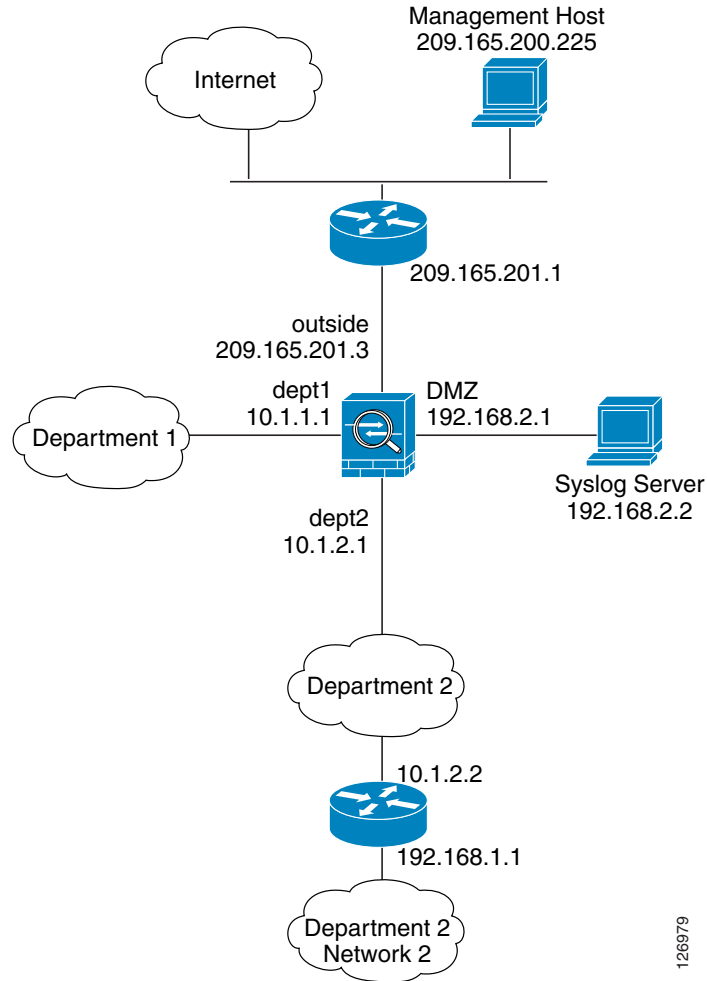 Management Host
209.165.200.225
Internet
209.165.201.1
outside
209.165.201.3
dept1
10.1.1.1
DMZ
192.168.2.1
Department 1
Syslog Server
192.168.2.2
dept2
10.1.2.1
Department 2
10.1.2.2
192.168.1.1
Department 2
Network 2
126979